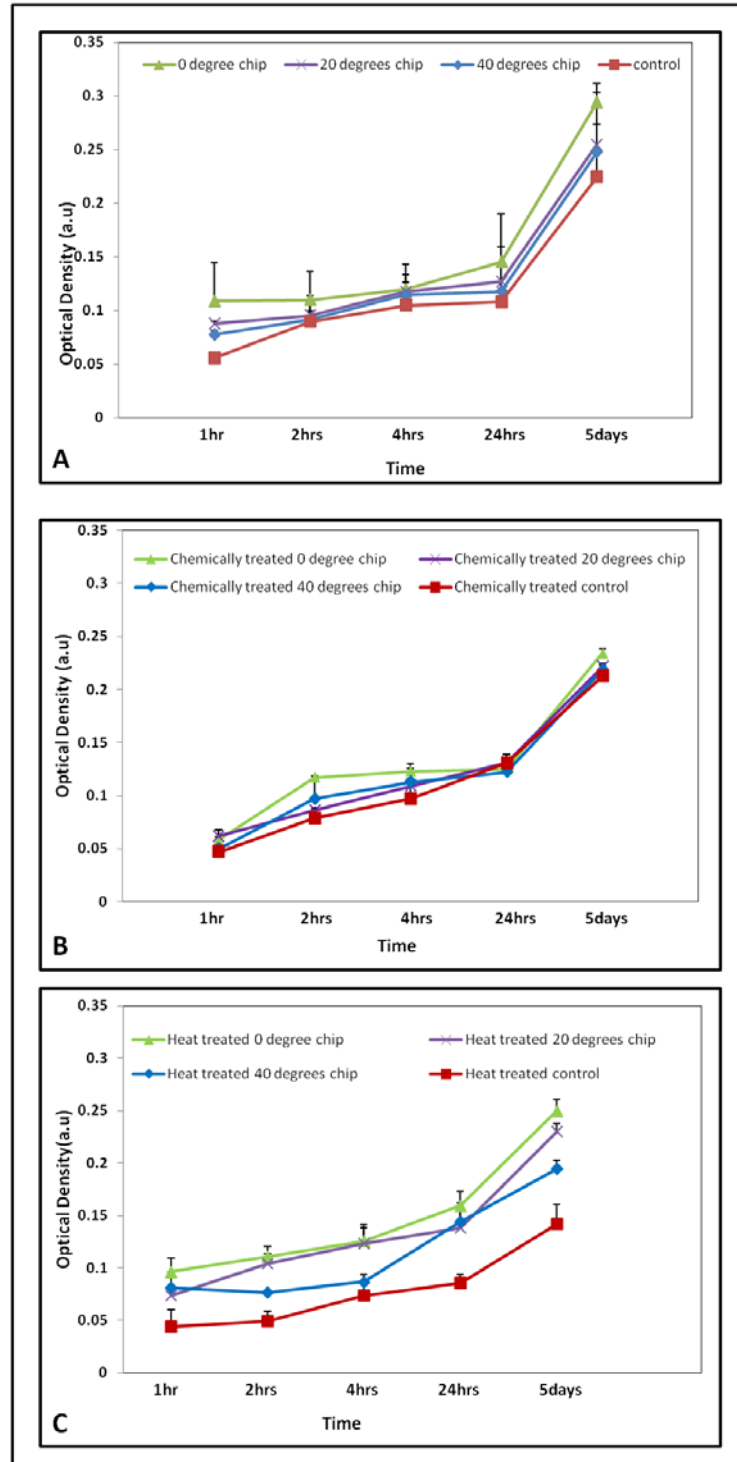 0.35
0 degree chip 20 degrees chip 40 degrees chip control
0.3
0.25
0.2
0.15
0.1
0.05
0
Optical Density (a.u)
1hr 2hrs 4hrs 24hrs 5days
Time
A
0.35
Chemically treated 0 degree chip Chemically treated 20 degrees chip
Chemically treated 40 degrees chip Chemically treated control
0.3
0.25
0.2
0.15
0.1
0.05
0
Optical Density (a.u)
1hr 2hrs 4hrs 24hrs 5days
Time
B
0.35
Heat treated 0 degree chip Heat treated 20 degrees chip
Heat treated 40 degrees chip Heat treated control
0.3
0.25
0.2
0.15
0.1
0.05
0
Optical Density(a.u)
1hr 2hrs 4hrs 24hrs 5days
Time
C